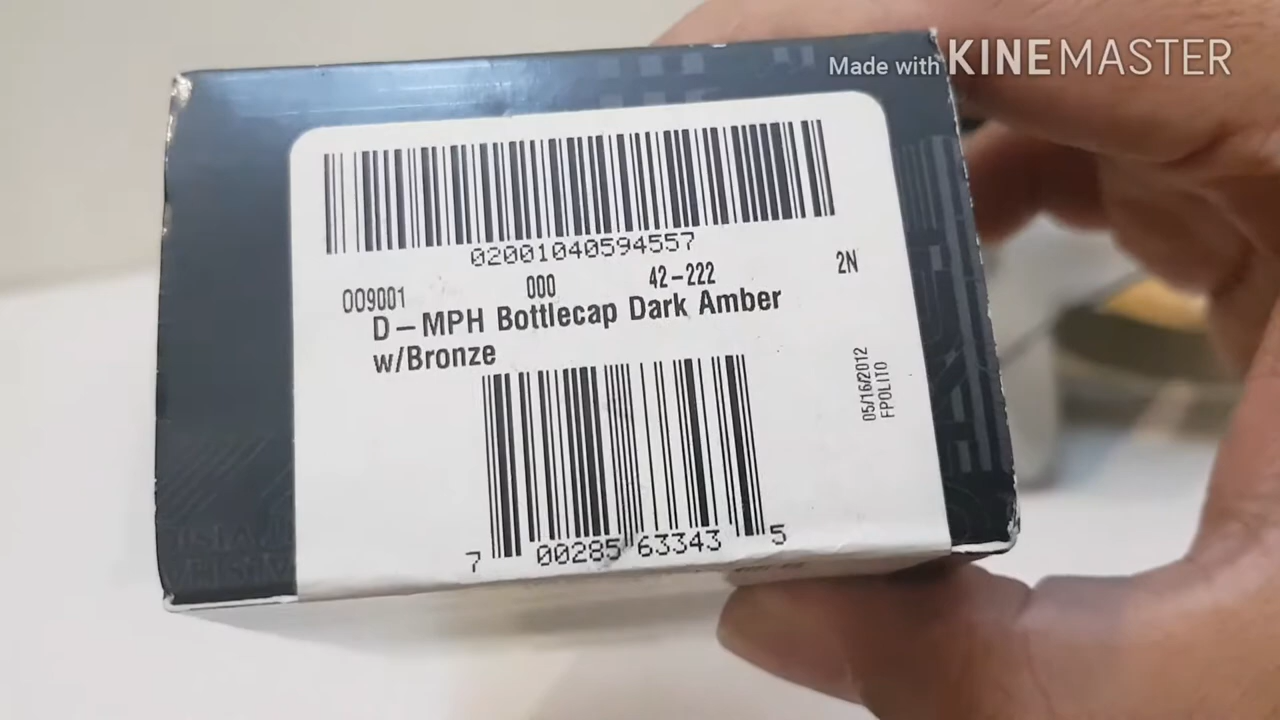 Made with KINEMASTER
02001040594557
009001 000 42-222 2N
D-MPH Bottlecap Dark Amber
w/Bronze
05/16/2012
FPOLITO
7 00285 63343 5